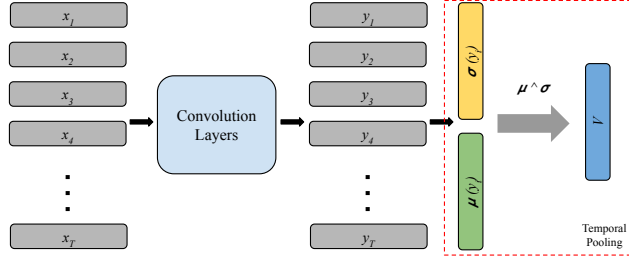 x1
x2
x3
x4
xT
Convolution
Layers
y1
y2
y3
y4
yT
σ(y)
μ(y)
μ ^ σ
V
Temporal
Pooling